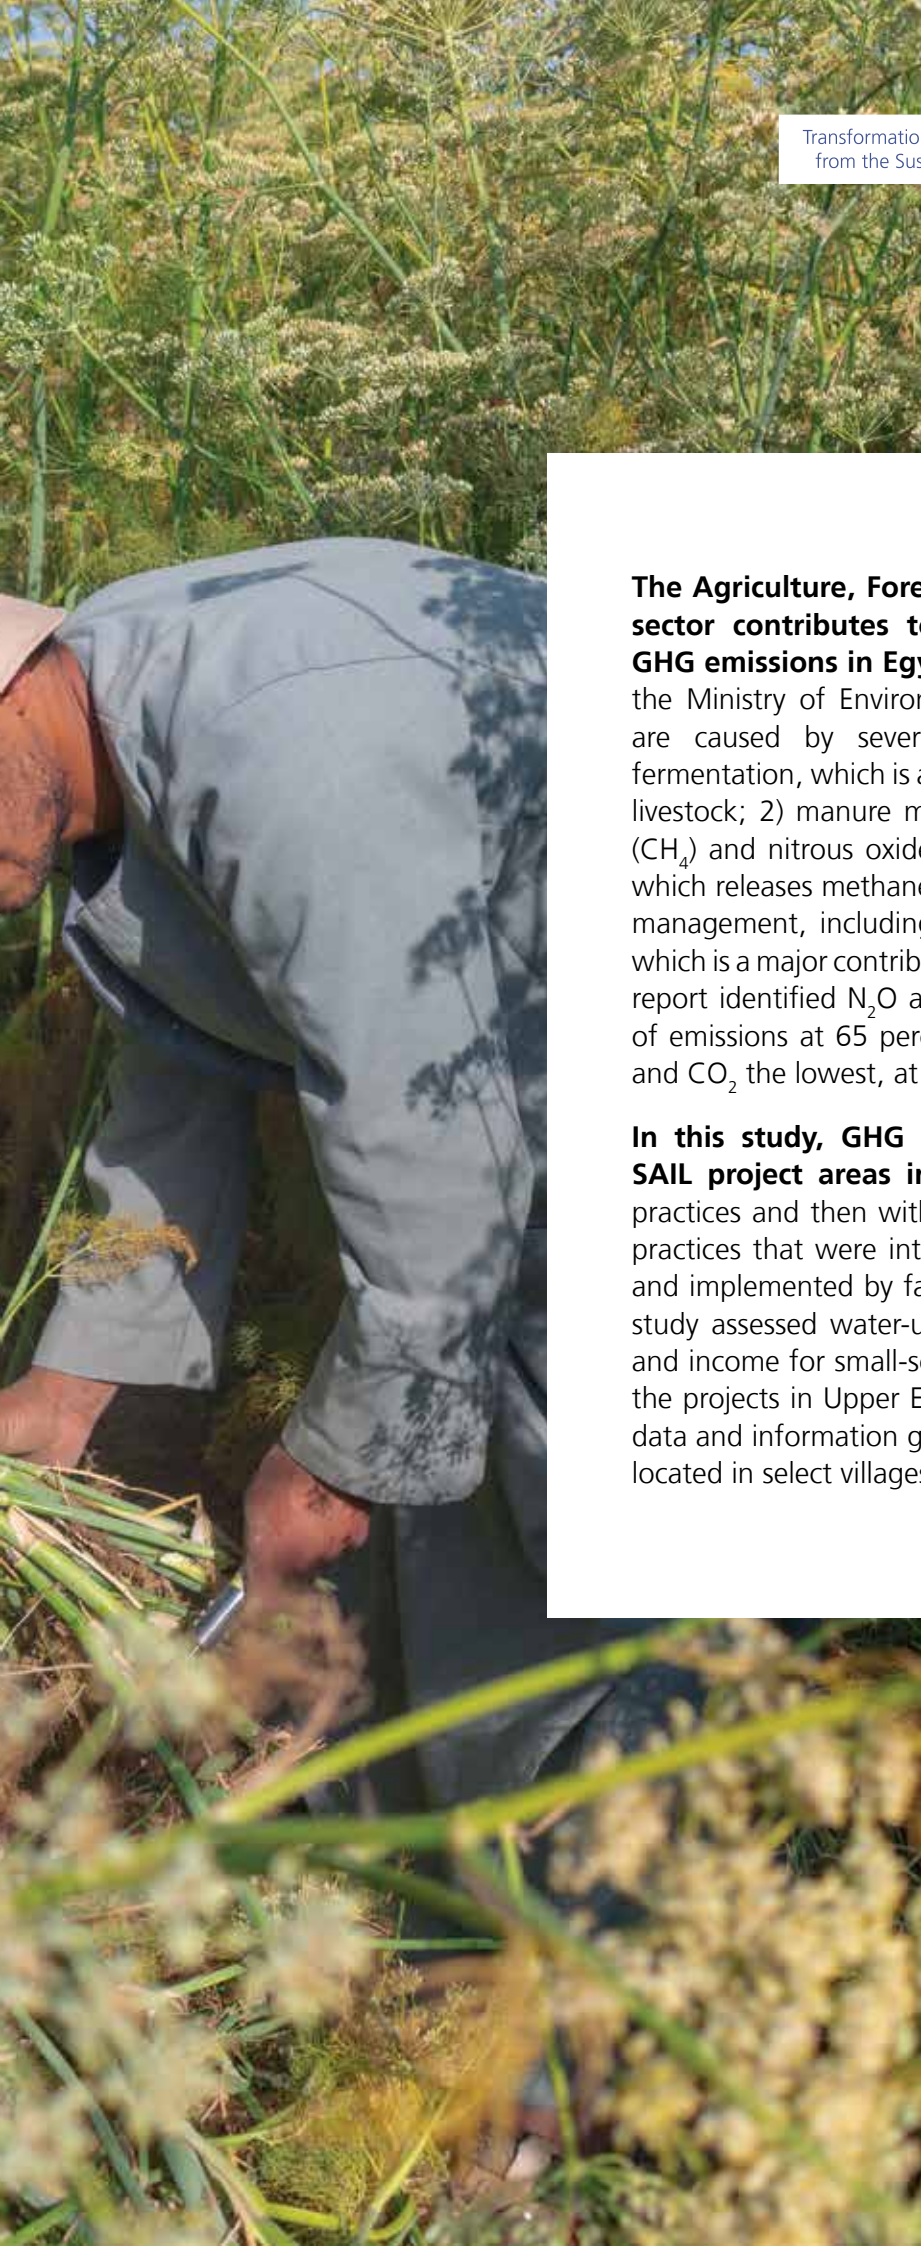 Transformatio
from the Sus
The Agriculture, Fore
sector contributes t
GHG emissions in Egy
the Ministry of Enviror
are caused by sever
fermentation, which is a
livestock; 2) manure m
(CH₄) and nitrous oxide
which releases methane
management, including
which is a major contrib
report identified N₂O a
of emissions at 65 perc
and CO₂ the lowest, at
In this study, GHG
SAIL project areas in
practices and then with
practices that were int
and implemented by fa
study assessed water-u
and income for small-sc
the projects in Upper E
data and information g
located in select villages